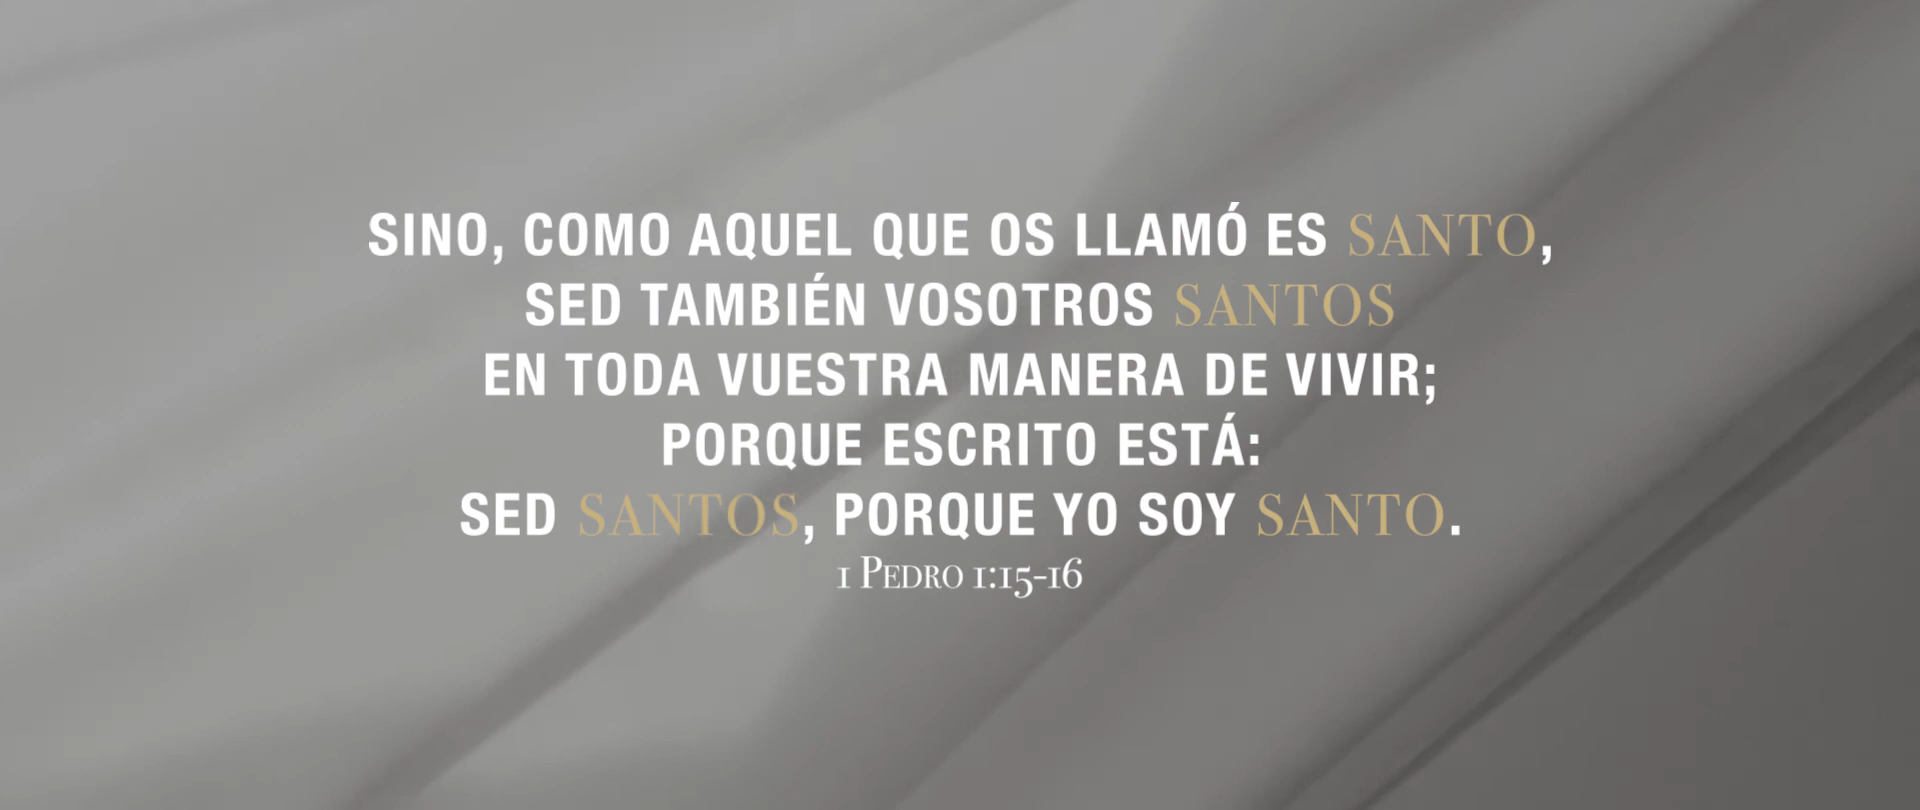 SINO, COMO AQUEL QUE OS LLAMÓ ES SANTO,
SED TAMBIÉN VOSOTROS SANTOS
EN TODA VUESTRA MANERA DE VIVIR;
PORQUE ESCRITO ESTÁ:
SED SANTOS, PORQUE YO SOY SANTO.
1 PEDRO 1:15-16